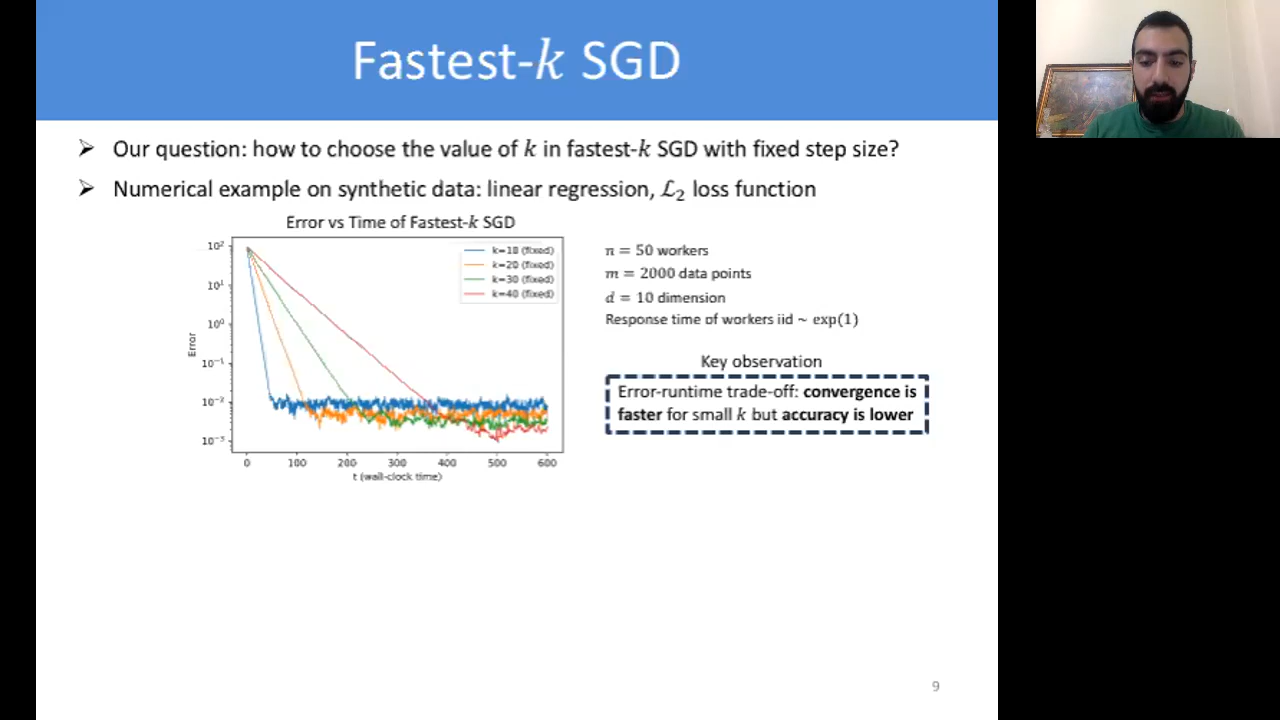 Fastest-k SGD
➢ Our question: how to choose the value of k in fastest-k SGD with fixed step size?
➢ Numerical example on synthetic data: linear regression, ℒ₂ loss function
Error vs Time of Fastest-k SGD
10²
10¹
10⁰
10⁻¹
10⁻²
10⁻³
Error
k=10 (fixed)
k=20 (fixed)
k=30 (fixed)
k=40 (fixed)
0 100 200 300 400 500 600
t (wall-clock time)
n = 50 workers
m = 2000 data points
d = 10 dimension
Response time of workers iid ~ exp(1)
Key observation
Error-runtime trade-off: convergence is
faster for small k but accuracy is lower
9